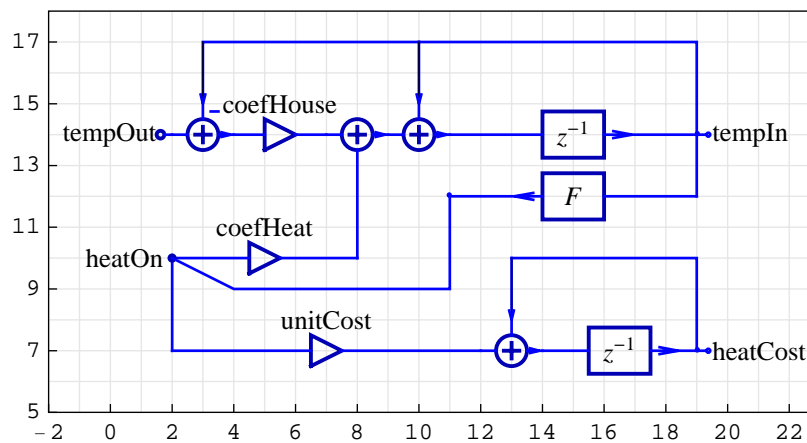 17
coefHouse
15
tempOut
z⁻¹
tempIn
13
F
coefHeat
11
heatOn
9
unitCost
7
z⁻¹
heatCost
5
−2 0 2 4 6 8 10 12 14 16 18 20 22